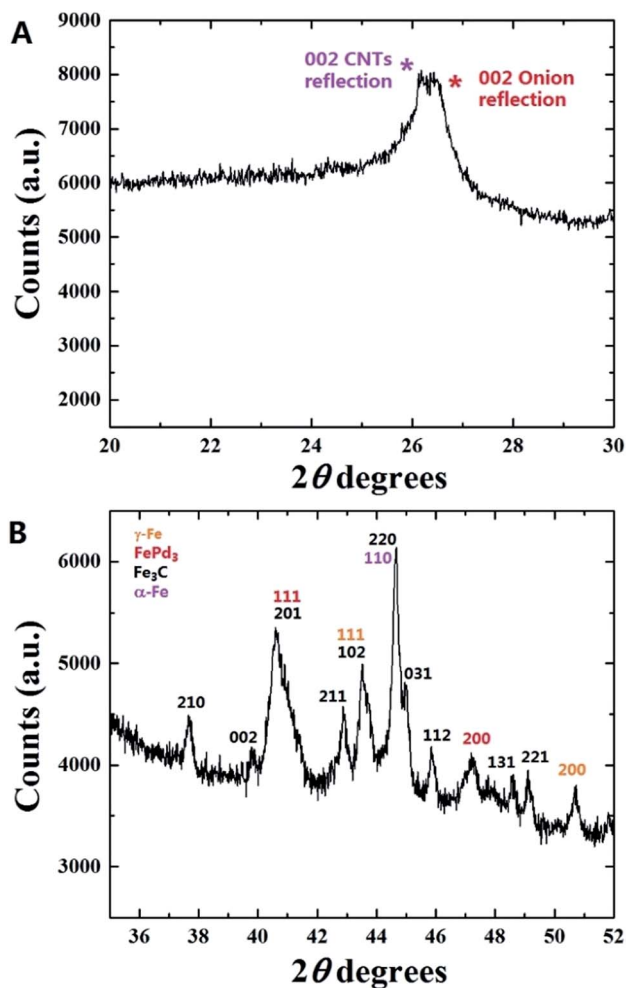 A
9000
8000
7000
6000
5000
4000
3000
2000
Counts (a.u.)
002 CNTs
reflection
*
*
002 Onion
reflection
20 22 24 26 28 30
2θ degrees
B
γ-Fe
FePd₃
Fe₃C
α-Fe
6000
5000
4000
3000
Counts (a.u.)
210
002
111
201
211
111
102
220
110
031
112
200
131
221
200
36 38 40 42 44 46 48 50 52
2θ degrees